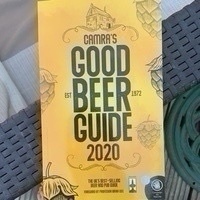 CAMRA'S
GOOD
BEER
EST 1972
GUIDE
2020
THE UK'S BEST-SELLING
BEER AND PUB GUIDE